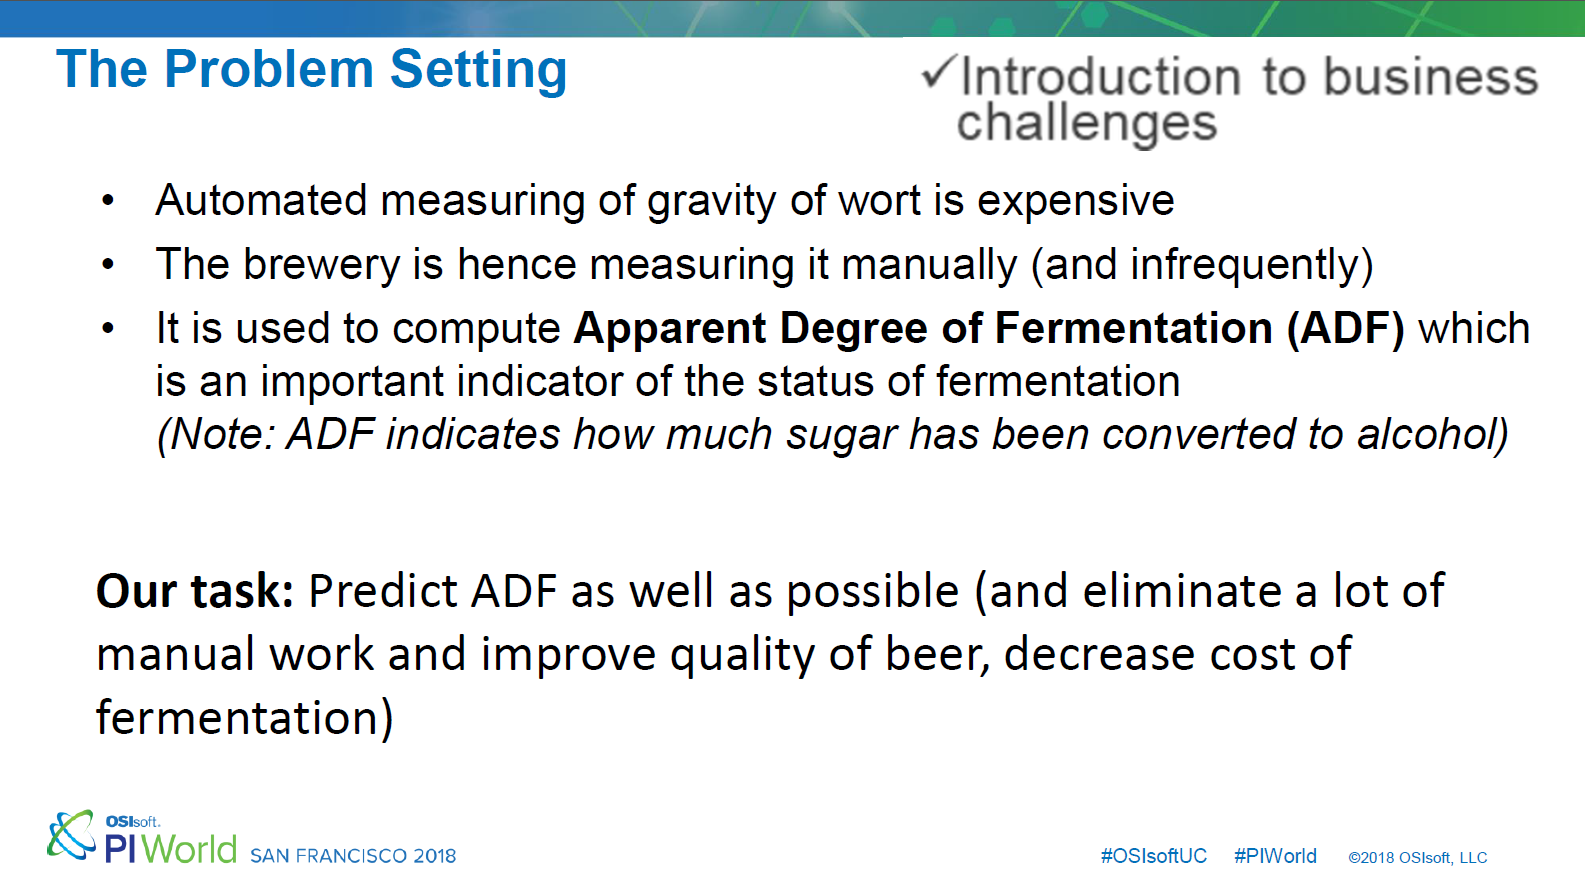 The Problem Setting
✓Introduction to business
challenges
• Automated measuring of gravity of wort is expensive
• The brewery is hence measuring it manually (and infrequently)
• It is used to compute Apparent Degree of Fermentation (ADF) which
is an important indicator of the status of fermentation
(Note: ADF indicates how much sugar has been converted to alcohol)
Our task: Predict ADF as well as possible (and eliminate a lot of
manual work and improve quality of beer, decrease cost of
fermentation)
OSIsoft.
PI World SAN FRANCISCO 2018
#OSIsoftUC #PIWorld ©2018 OSIsoft, LLC